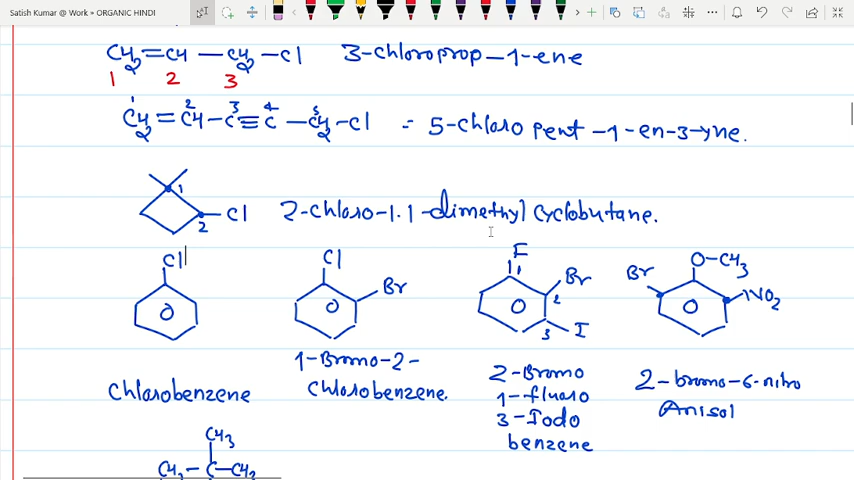 Satish Kumar @ Work » ORGANIC HINDI
CH2=CH—CH2—Cl 3-chloroprop-1-ene
1 2 3
1 2 3 4 5
CH2=CH-C≡C-CH2-Cl = 5-chloro pent-1-en-3-yne.
1
Cl 2-chloro-1.1-dimethyl cyclobutane.
2
Cl Cl F O-CH3
Br 1 Br Br NO2
2
3 I
Chlorobenzene
1-Bromo-2-
chlorobenzene.
2-Bromo
1-fluoro
3-Iodo
benzene
2-bromo-6-nitro
Anisol
CH3
CH3-C-CH3